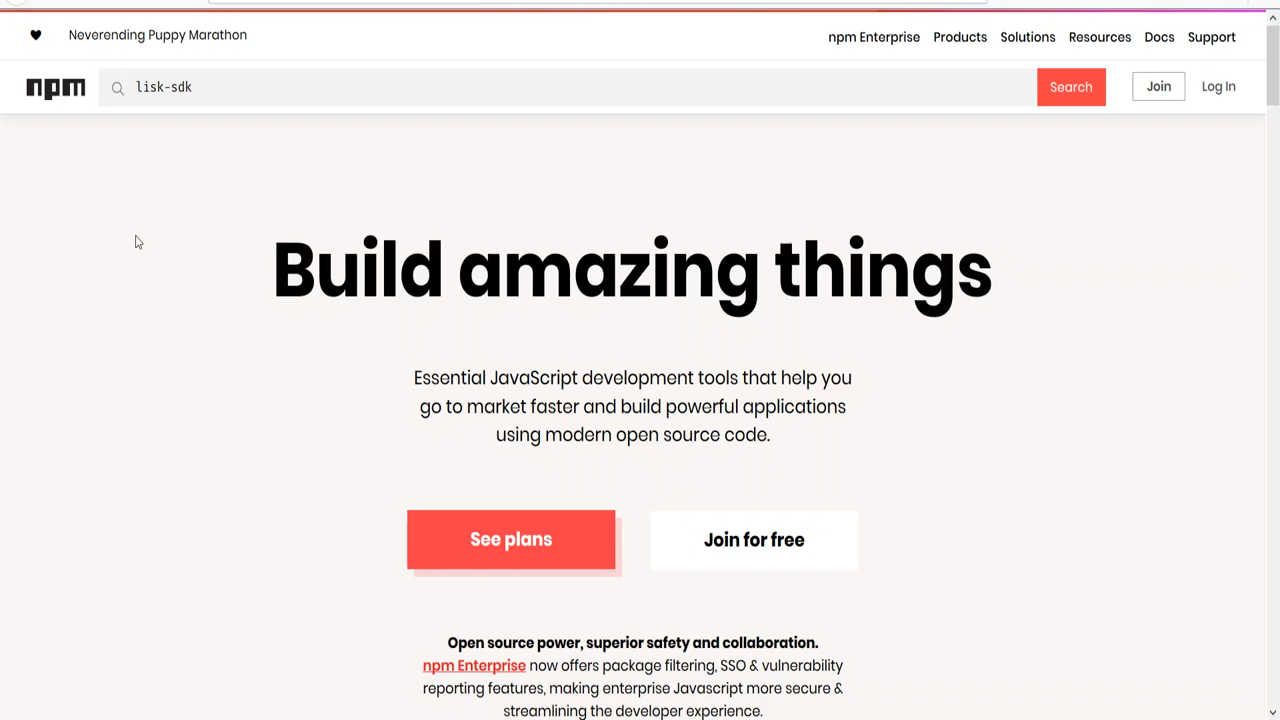 Neverending Puppy Marathon
npm Enterprise Products Solutions Resources Docs Support
npm lisk-sdk Search Join Log In
Build amazing things
Essential JavaScript development tools that help you
go to market faster and build powerful applications
using modern open source code.
See plans Join for free
Open source power, superior safety and collaboration.
npm Enterprise now offers package filtering, SSO & vulnerability
reporting features, making enterprise Javascript more secure &
streamlining the developer experience.